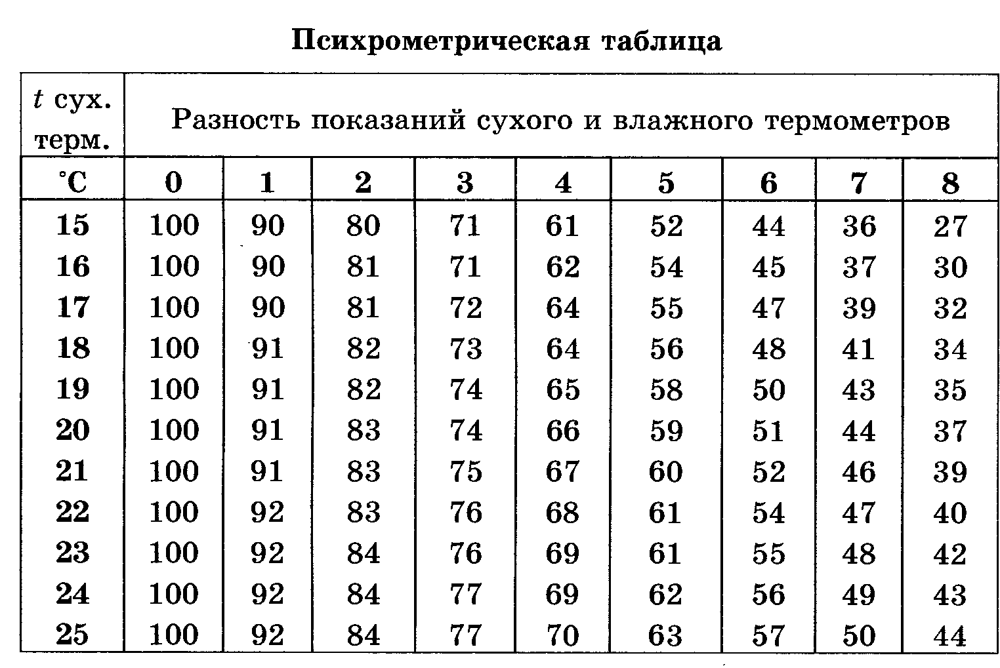 Психрометрическая таблица
t сух. терм. Разность показаний сухого и влажного термометров
°C 0 1 2 3 4 5 6 7 8
15 100 90 80 71 61 52 44 36 27
16 100 90 81 71 62 54 45 37 30
17 100 90 81 72 64 55 47 39 32
18 100 91 82 73 64 56 48 41 34
19 100 91 82 74 65 58 50 43 35
20 100 91 83 74 66 59 51 44 37
21 100 91 83 75 67 60 52 46 39
22 100 92 83 76 68 61 54 47 40
23 100 92 84 76 69 61 55 48 42
24 100 92 84 77 69 62 56 49 43
25 100 92 84 77 70 63 57 50 44